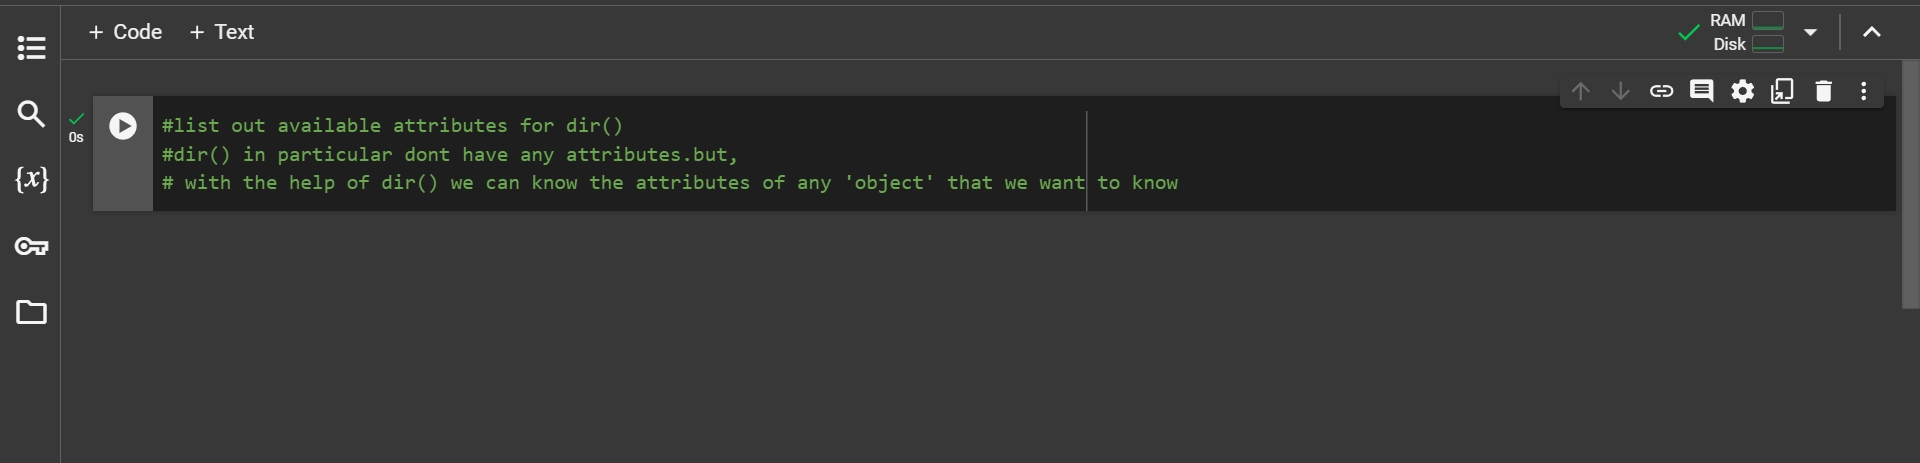 + Code + Text
RAM
Disk
{x}
0s
#list out available attributes for dir()
#dir() in particular dont have any attributes.but,
# with the help of dir() we can know the attributes of any 'object' that we want to know